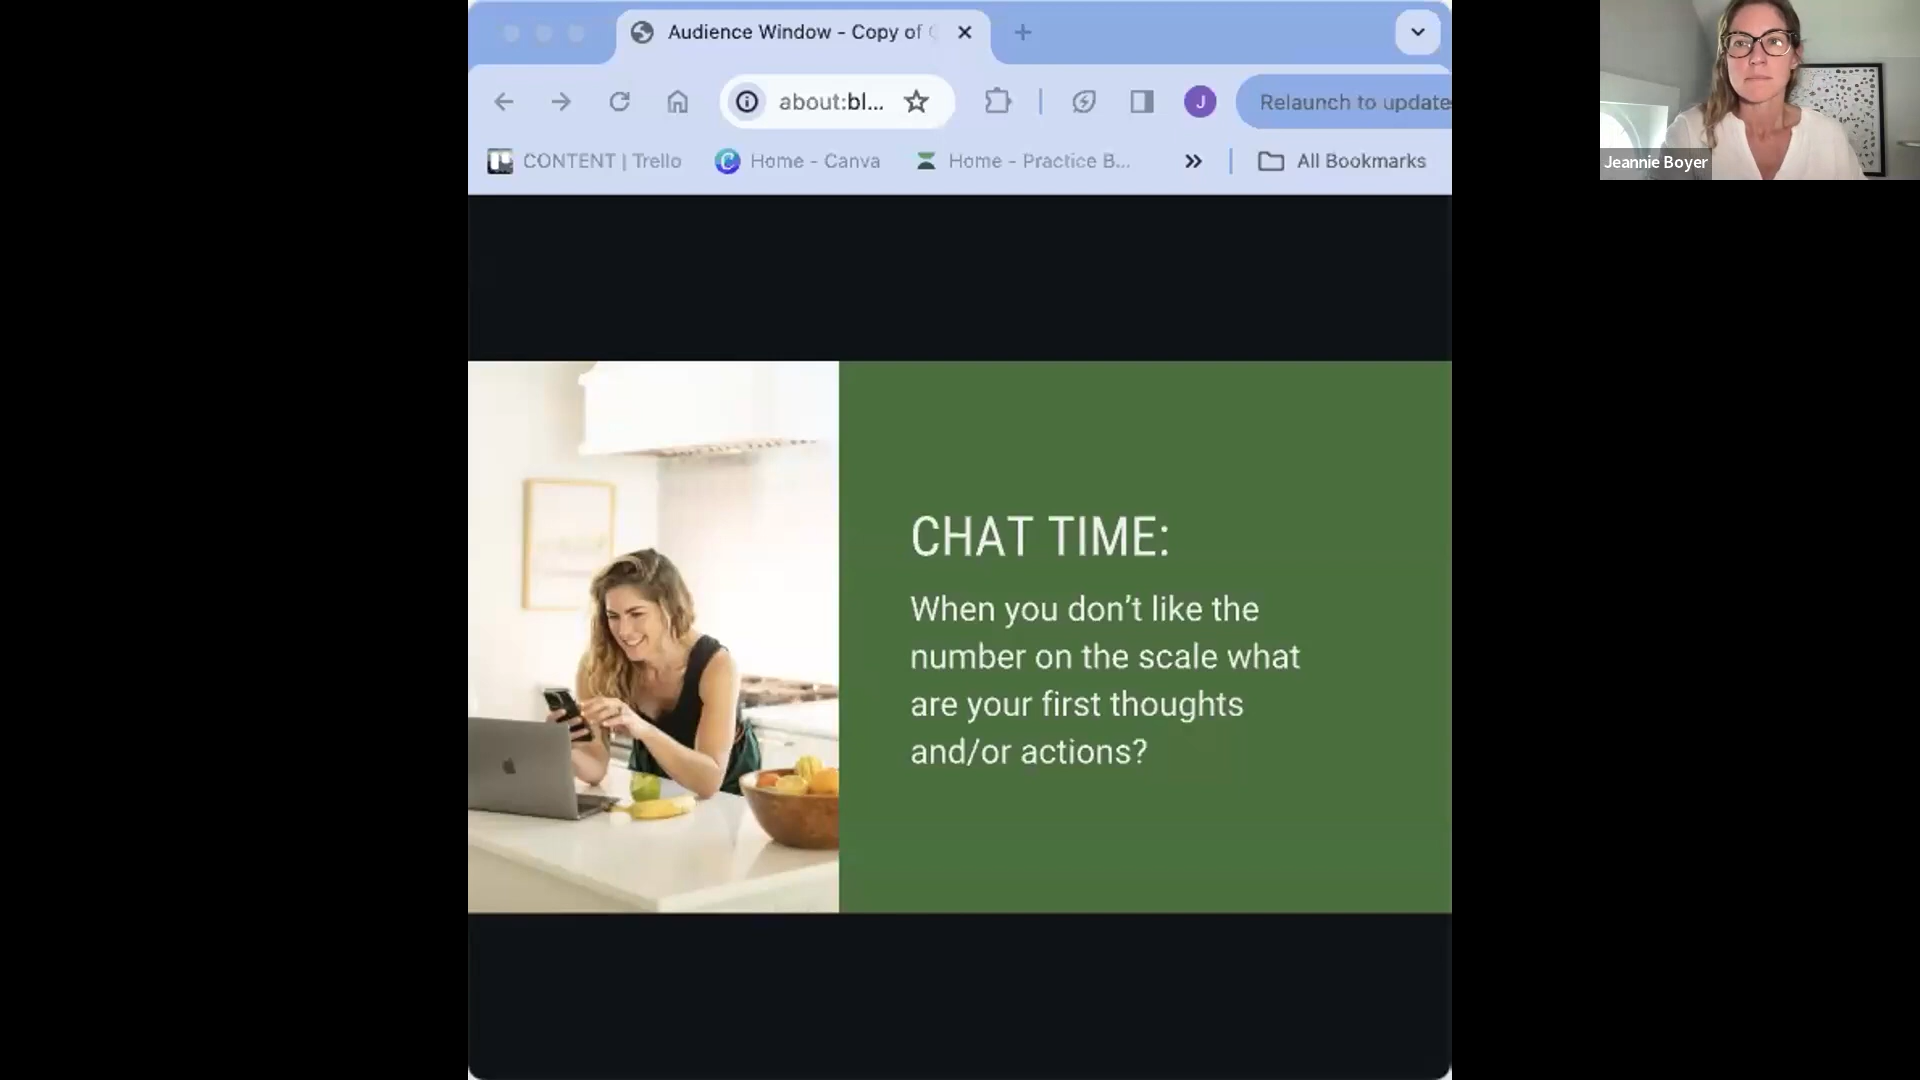 Audience Window - Copy of
about:bl...
J
Relaunch to update
CONTENT | Trello
Home - Canva
Home - Practice B...
All Bookmarks
Jeannie Boyer
CHAT TIME:
When you don’t like the
number on the scale what
are your first thoughts
and/or actions?